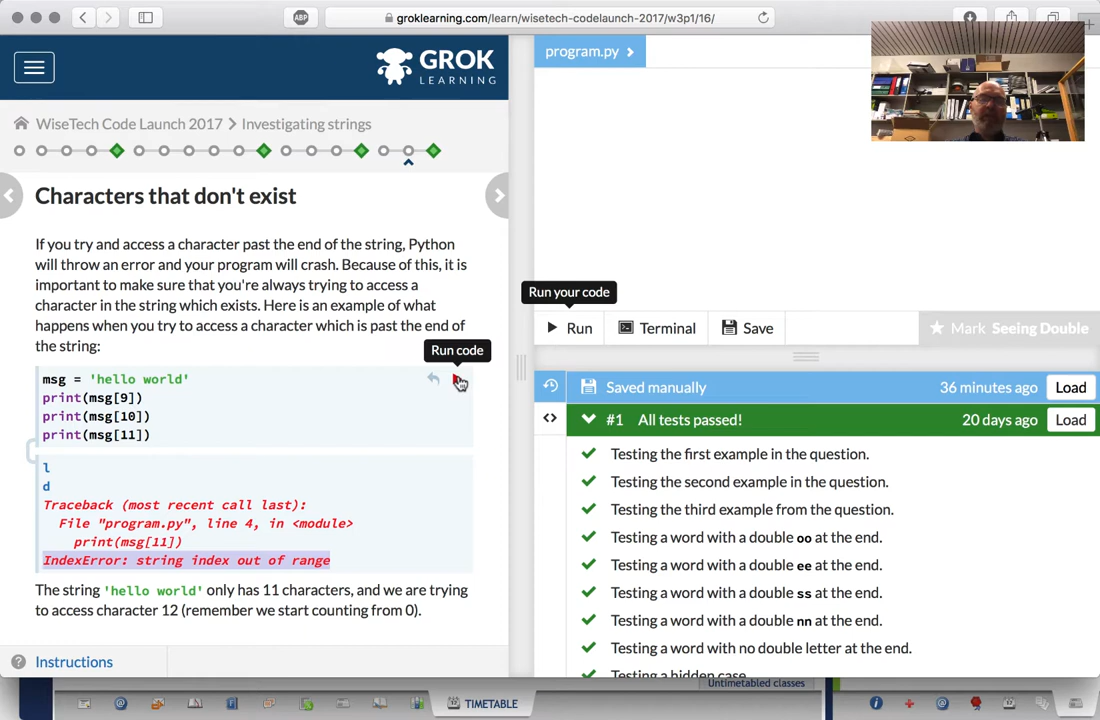 ABP
groklearning.com/learn/wisetech-codelaunch-2017/w3p1/16/
GROK
LEARNING
WiseTech Code Launch 2017 > Investigating strings
Characters that don't exist
If you try and access a character past the end of the string, Python
will throw an error and your program will crash. Because of this, it is
important to make sure that you're always trying to access a
character in the string which exists. Here is an example of what
happens when you try to access a character which is past the end of
the string:
Run code
msg = 'hello world'
print(msg[9])
print(msg[10])
print(msg[11])
l
d
Traceback (most recent call last):
File "program.py", line 4, in <module>
print(msg[11])
IndexError: string index out of range
The string 'hello world' only has 11 characters, and we are trying
to access character 12 (remember we start counting from 0).
Instructions
program.py
Run your code
Run
Terminal
Save
Mark Seeing Double
Saved manually
36 minutes ago
Load
#1 All tests passed!
20 days ago
Load
Testing the first example in the question.
Testing the second example in the question.
Testing the third example from the question.
Testing a word with a double oo at the end.
Testing a word with a double ee at the end.
Testing a word with a double ss at the end.
Testing a word with a double nn at the end.
Testing a word with no double letter at the end.
Testing a hidden case.
Untimetabled classes
TIMETABLE